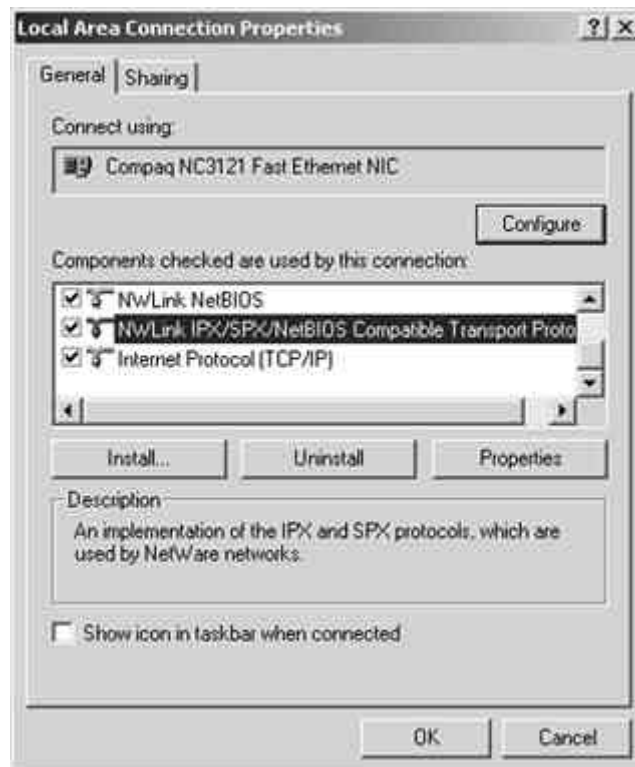 Local Area Connection Properties
General
Sharing
Connect using:
Compaq NC3121 Fast Ethernet NIC
Configure
Components checked are used by this connection:
NWLink NetBIOS
NWLink IPX/SPX/NetBIOS Compatible Transport Proto
Internet Protocol (TCP/IP)
Install...
Uninstall
Properties
Description
An implementation of the IPX and SPX protocols, which are
used by NetWare networks.
Show icon in taskbar when connected
OK
Cancel